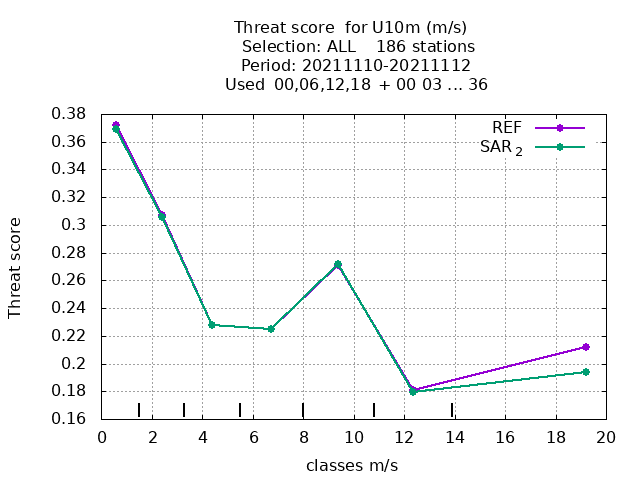 Threat score for U10m (m/s)
Selection: ALL 186 stations
Period: 20211110-20211112
Used 00,06,12,18 + 00 03 ... 36
REF
SAR 2
0.38
0.36
0.34
0.32
0.3
0.28
0.26
0.24
0.22
0.2
0.18
0.16
Threat score
0 2 4 6 8 10 12 14 16 18 20
classes m/s